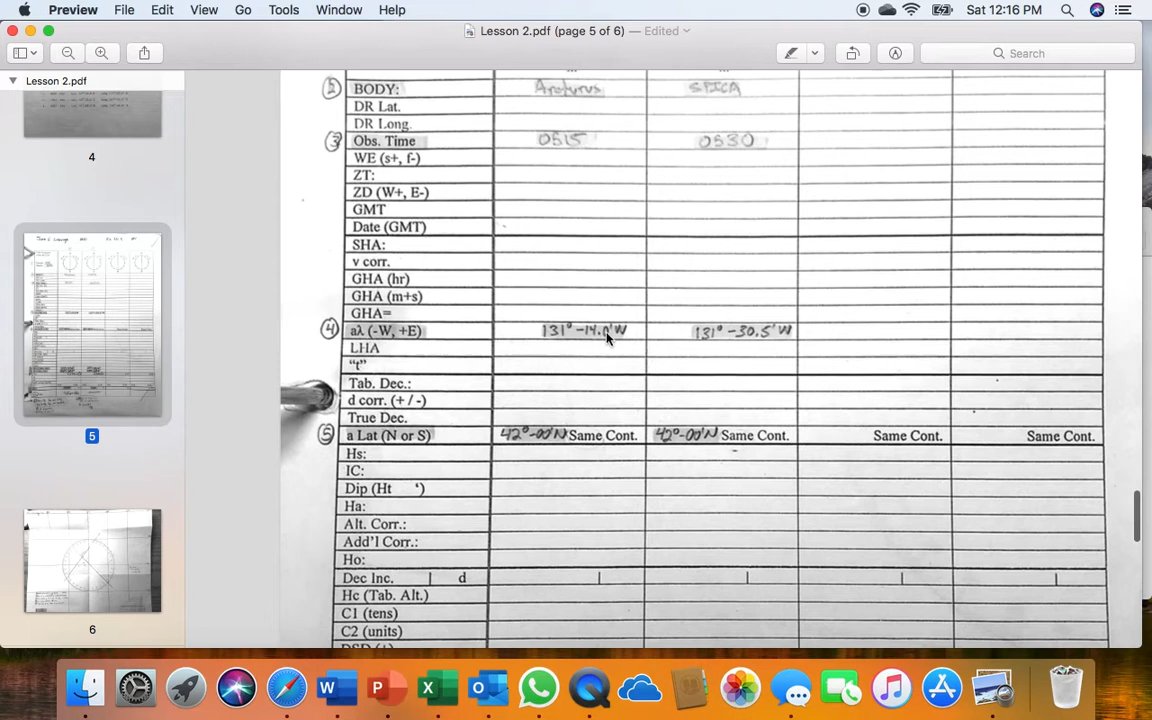 Preview File Edit View Go Tools Window Help Sat 12:16 PM
Lesson 2.pdf (page 5 of 6) — Edited
Search
Lesson 2.pdf
4
5
6
② BODY: Arcturus SPICA
DR Lat.
DR Long.
③ Obs. Time 0515 0530
WE (s+, f-)
ZT:
ZD (W+, E-)
GMT
Date (GMT)
SHA:
v corr.
GHA (hr)
GHA (m+s)
GHA=
④ aλ (-W, +E) 131°-14.0'W 131°-30.5'W
LHA
"t"
Tab. Dec.:
d corr. (+ / -)
True Dec.
⑤ a Lat (N or S) 42°-00'N Same Cont. 42°-00'N Same Cont. Same Cont. Same Cont.
Hs:
IC:
Dip (Ht ')
Ha:
Alt. Corr.:
Add'l Corr.:
Ho:
Dec Inc. | d | | | |
Hc (Tab. Alt.)
C1 (tens)
C2 (units)
W P X O